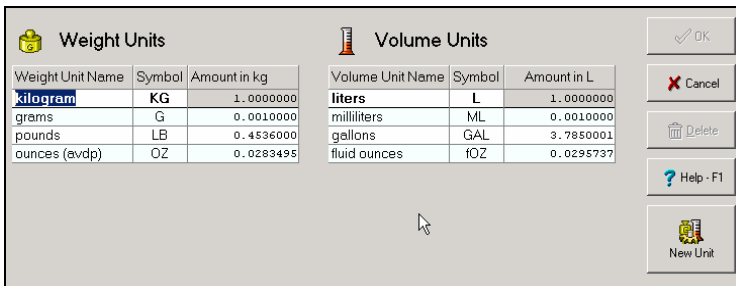 Weight Units
Weight Unit Name Symbol Amount in kg
kilogram KG 1.0000000
grams G 0.0010000
pounds LB 0.4536000
ounces (avdp) OZ 0.0283495
Volume Units
Volume Unit Name Symbol Amount in L
liters L 1.0000000
milliliters ML 0.0010000
gallons GAL 3.7850001
fluid ounces fOZ 0.0295737
OK
Cancel
Delete
Help - F1
New Unit